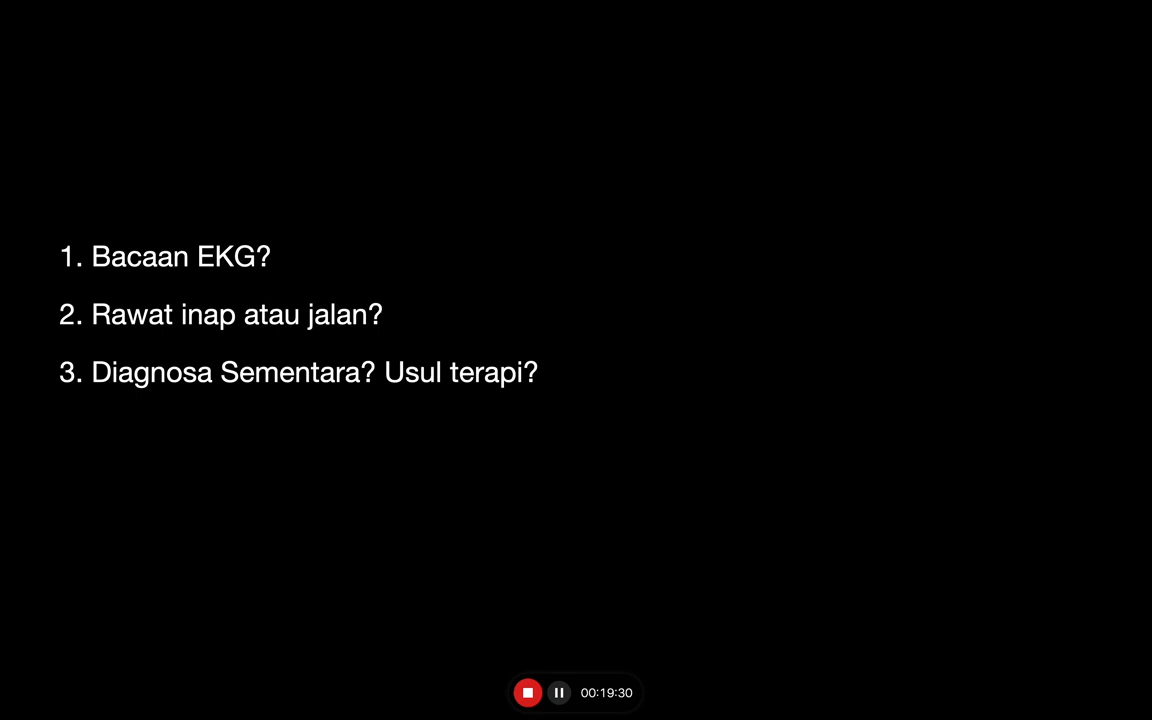 1. Bacaan EKG?
2. Rawat inap atau jalan?
3. Diagnosa Sementara? Usul terapi?
00:19:30